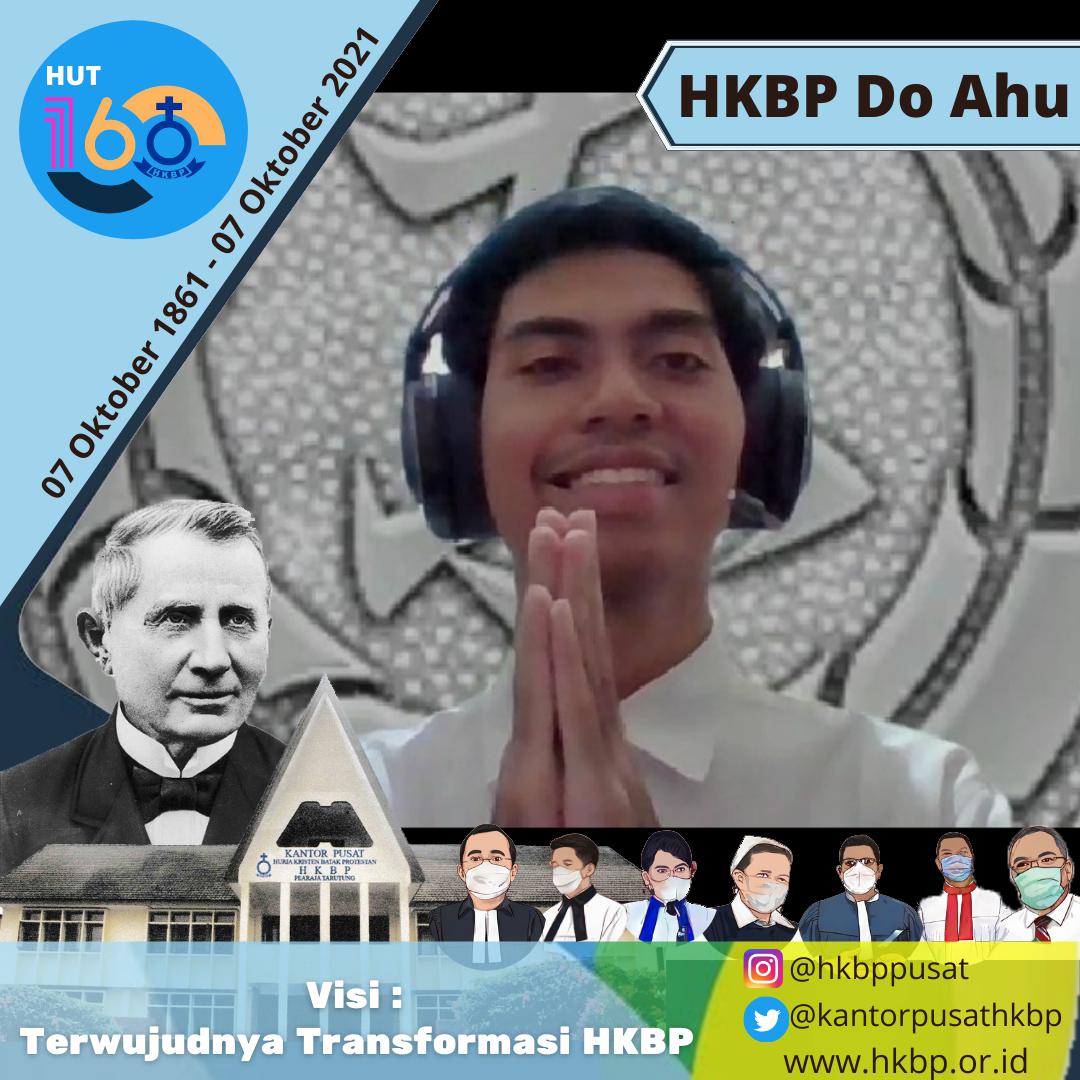 HUT
160
HKBP
07 Oktober 1861 - 07 Oktober 2021
HKBP Do Ahu
KANTOR PUSAT
HURIA KRISTEN BATAK PROTESTAN
H K B P
PEARAJA TARUTUNG
Visi :
Terwujudnya Transformasi HKBP
@hkbppusat
@kantorpusathkbp
www.hkbp.or.id